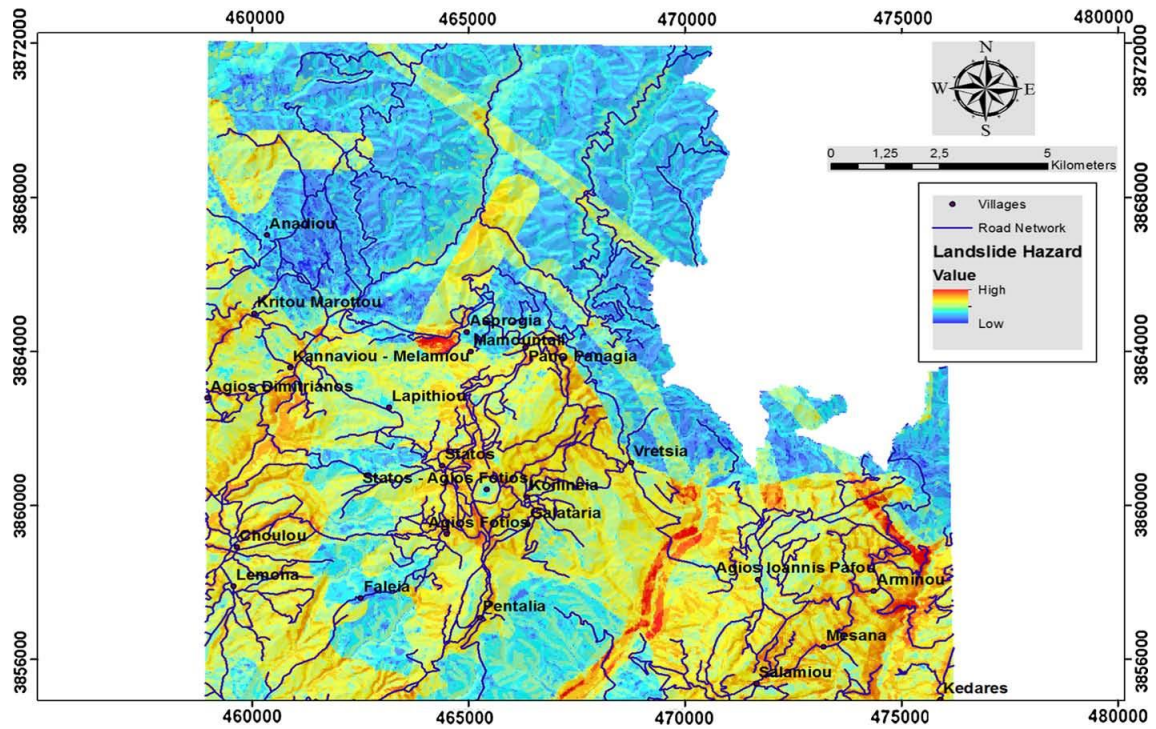 460000 465000 470000 475000 480000
3872000
3868000
3864000
3860000
3856000
3872000
3868000
3864000
3860000
3856000
N
W E
S
0 1,25 2,5 5
Kilometers
Villages
Road Network
Landslide Hazard
Value
High
Low
Anadiou
Kritou Marottou
Asprogia
Mamountali
Kannaviou - Melamiou
Pano Panagia
Agios Dimitrianos
Lapithiou
Statos
Vretsia
Statos - Agios Fotios
Koilineia
Galataria
Agios Fotios
Choulou
Agios Ioannis Pafou
Lemona
Arminou
Faleia
Pentalia
Mesana
Salamiou
Kedares
460000 465000 470000 475000 480000